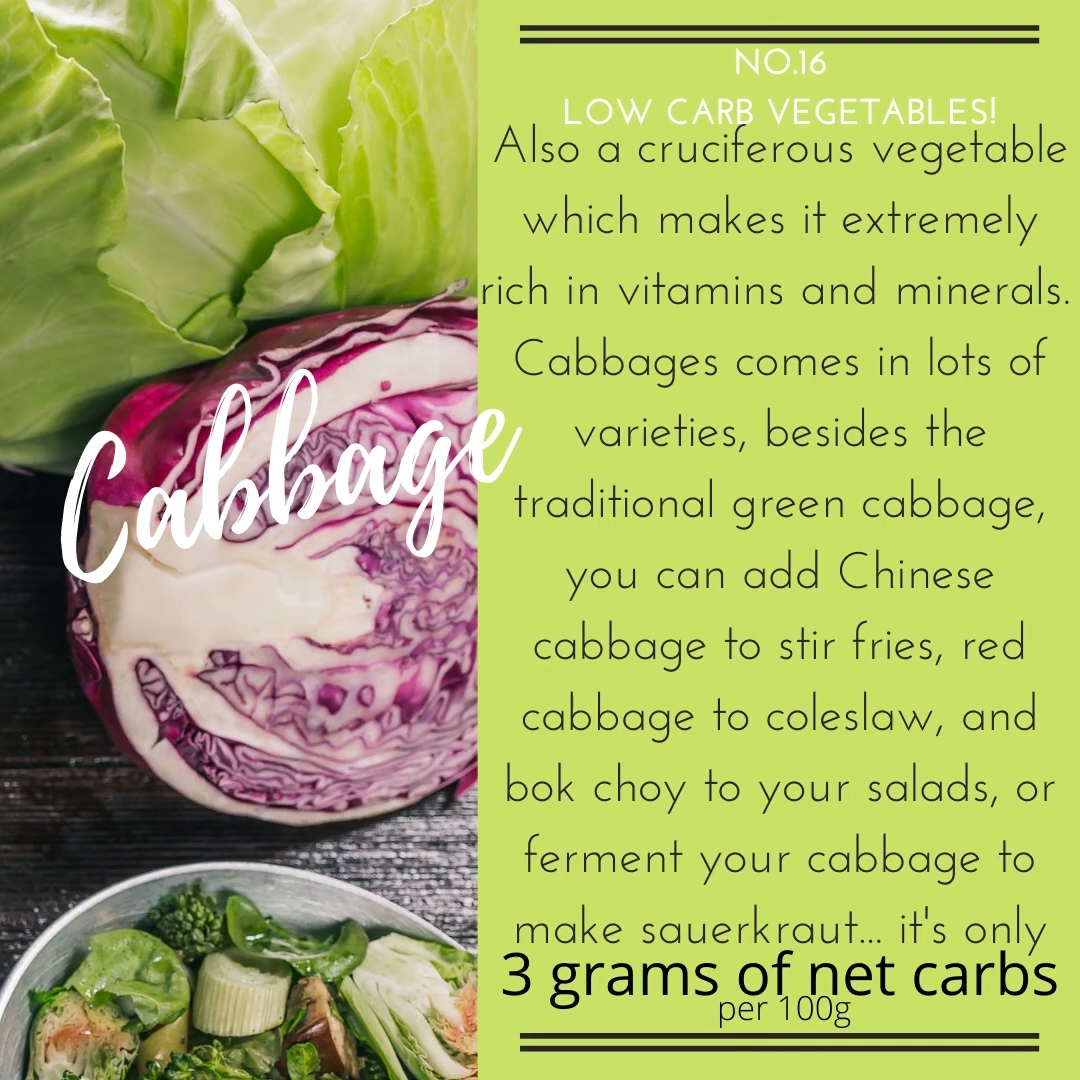 NO.16
LOW CARB VEGETABLES!
Also a cruciferous vegetable
which makes it extremely
rich in vitamins and minerals.
Cabbages comes in lots of
varieties, besides the
traditional green cabbage,
you can add Chinese
cabbage to stir fries, red
cabbage to coleslaw, and
bok choy to your salads, or
ferment your cabbage to
make sauerkraut... it's only
3 grams of net carbs
per 100g
Cabbage